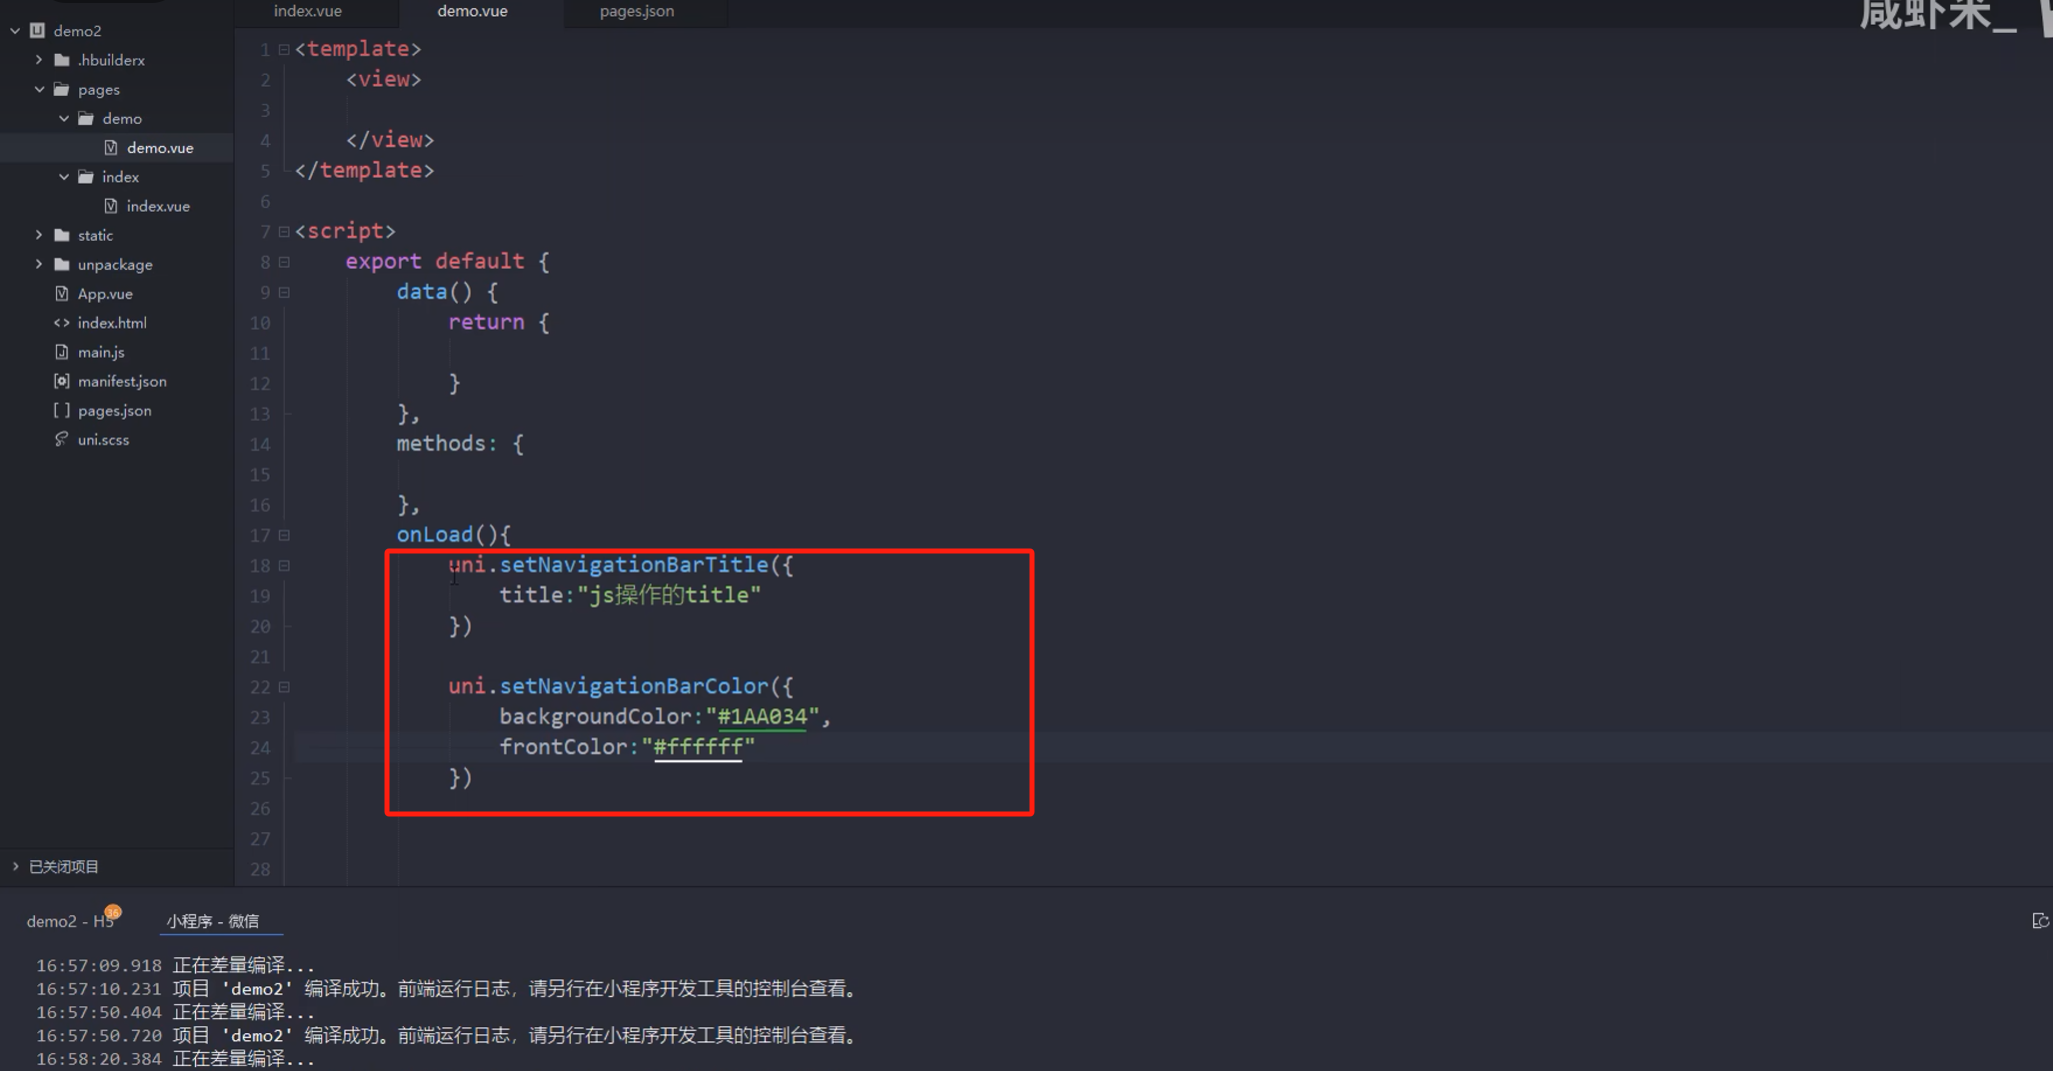 index.vue
demo.vue
pages.json
咸虾米_
demo2
.hbuilderx
pages
demo
demo.vue
index
index.vue
static
unpackage
App.vue
index.html
main.js
manifest.json
pages.json
uni.scss
已关闭项目
1 <template>
2 <view>
3
4 </view>
5 </template>
6
7 <script>
8 export default {
9 data() {
10 return {
11
12 }
13 },
14 methods: {
15
16 },
17 onLoad(){
18 uni.setNavigationBarTitle({
19 title:"js操作的title"
20 })
21
22 uni.setNavigationBarColor({
23 backgroundColor:"#1AA034",
24 frontColor:"#ffffff"
25 })
26
27
28
demo2 - H5 36
小程序 - 微信
16:57:09.918 正在差量编译...
16:57:10.231 项目 'demo2' 编译成功。前端运行日志，请另行在小程序开发工具的控制台查看。
16:57:50.404 正在差量编译...
16:57:50.720 项目 'demo2' 编译成功。前端运行日志，请另行在小程序开发工具的控制台查看。
16:58:20.384 正在差量编译...